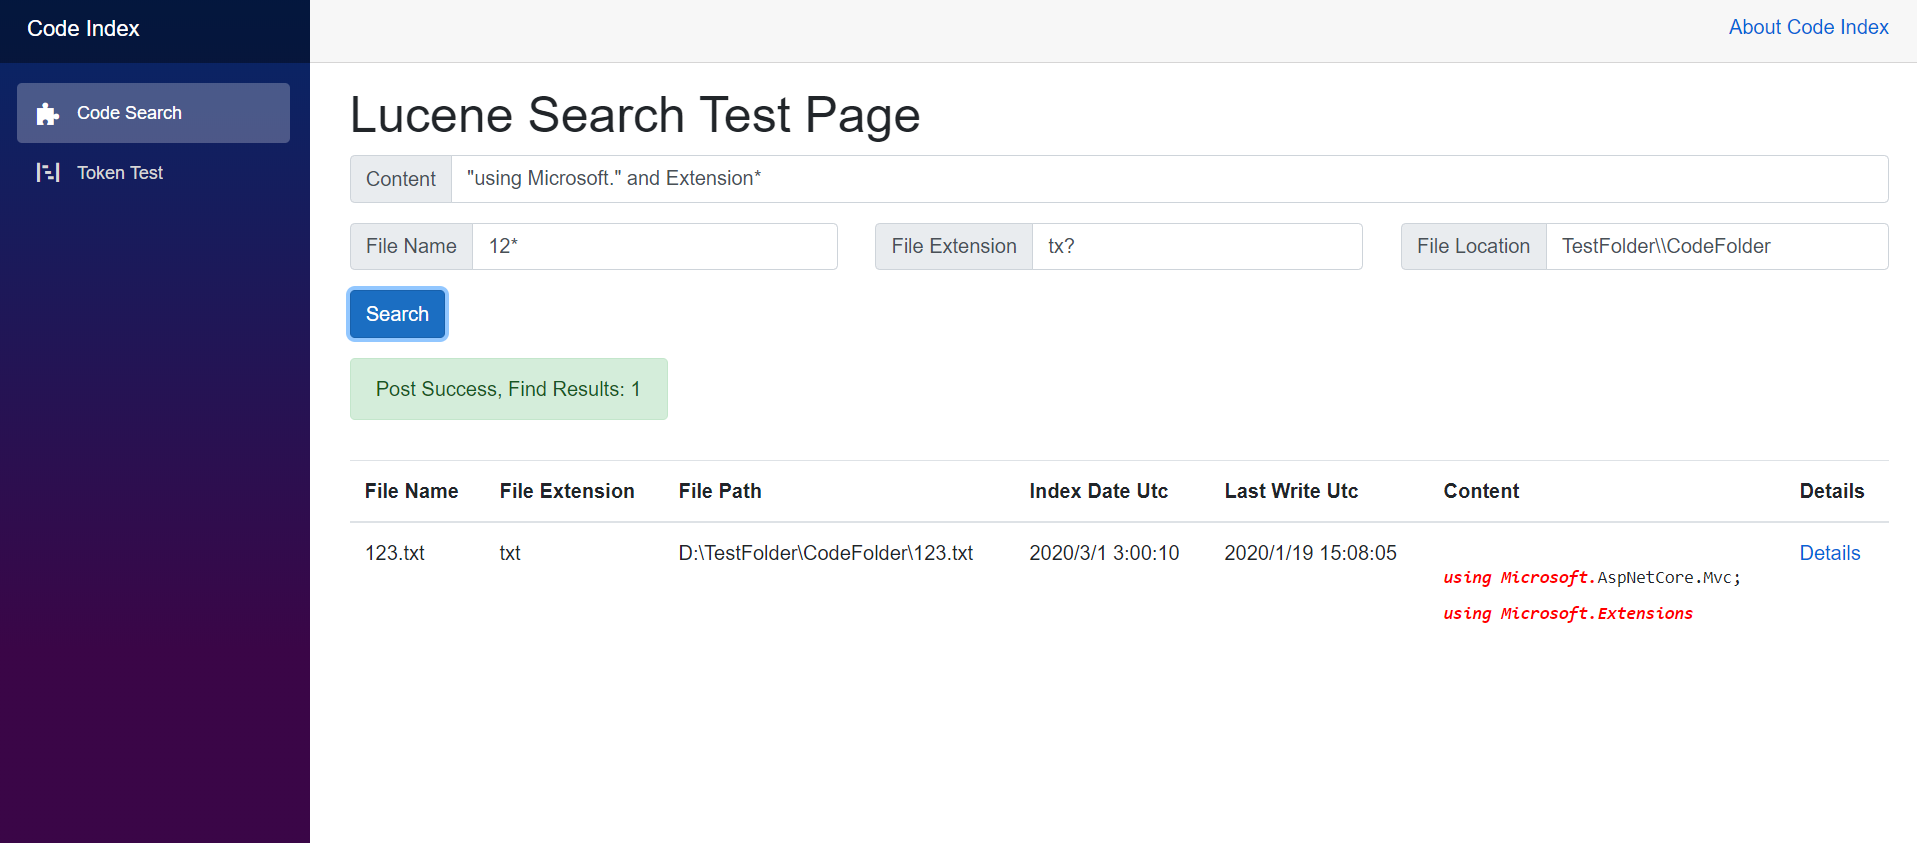 Code Index
About Code Index
Code Search
Token Test
Lucene Search Test Page
Content "using Microsoft." and Extension*
File Name 12* File Extension tx? File Location TestFolder\\CodeFolder
Search
Post Success, Find Results: 1
File Name File Extension File Path Index Date Utc Last Write Utc Content Details
123.txt txt D:\TestFolder\CodeFolder\123.txt 2020/3/1 3:00:10 2020/1/19 15:08:05 Details
using Microsoft.AspNetCore.Mvc;
using Microsoft.Extensions